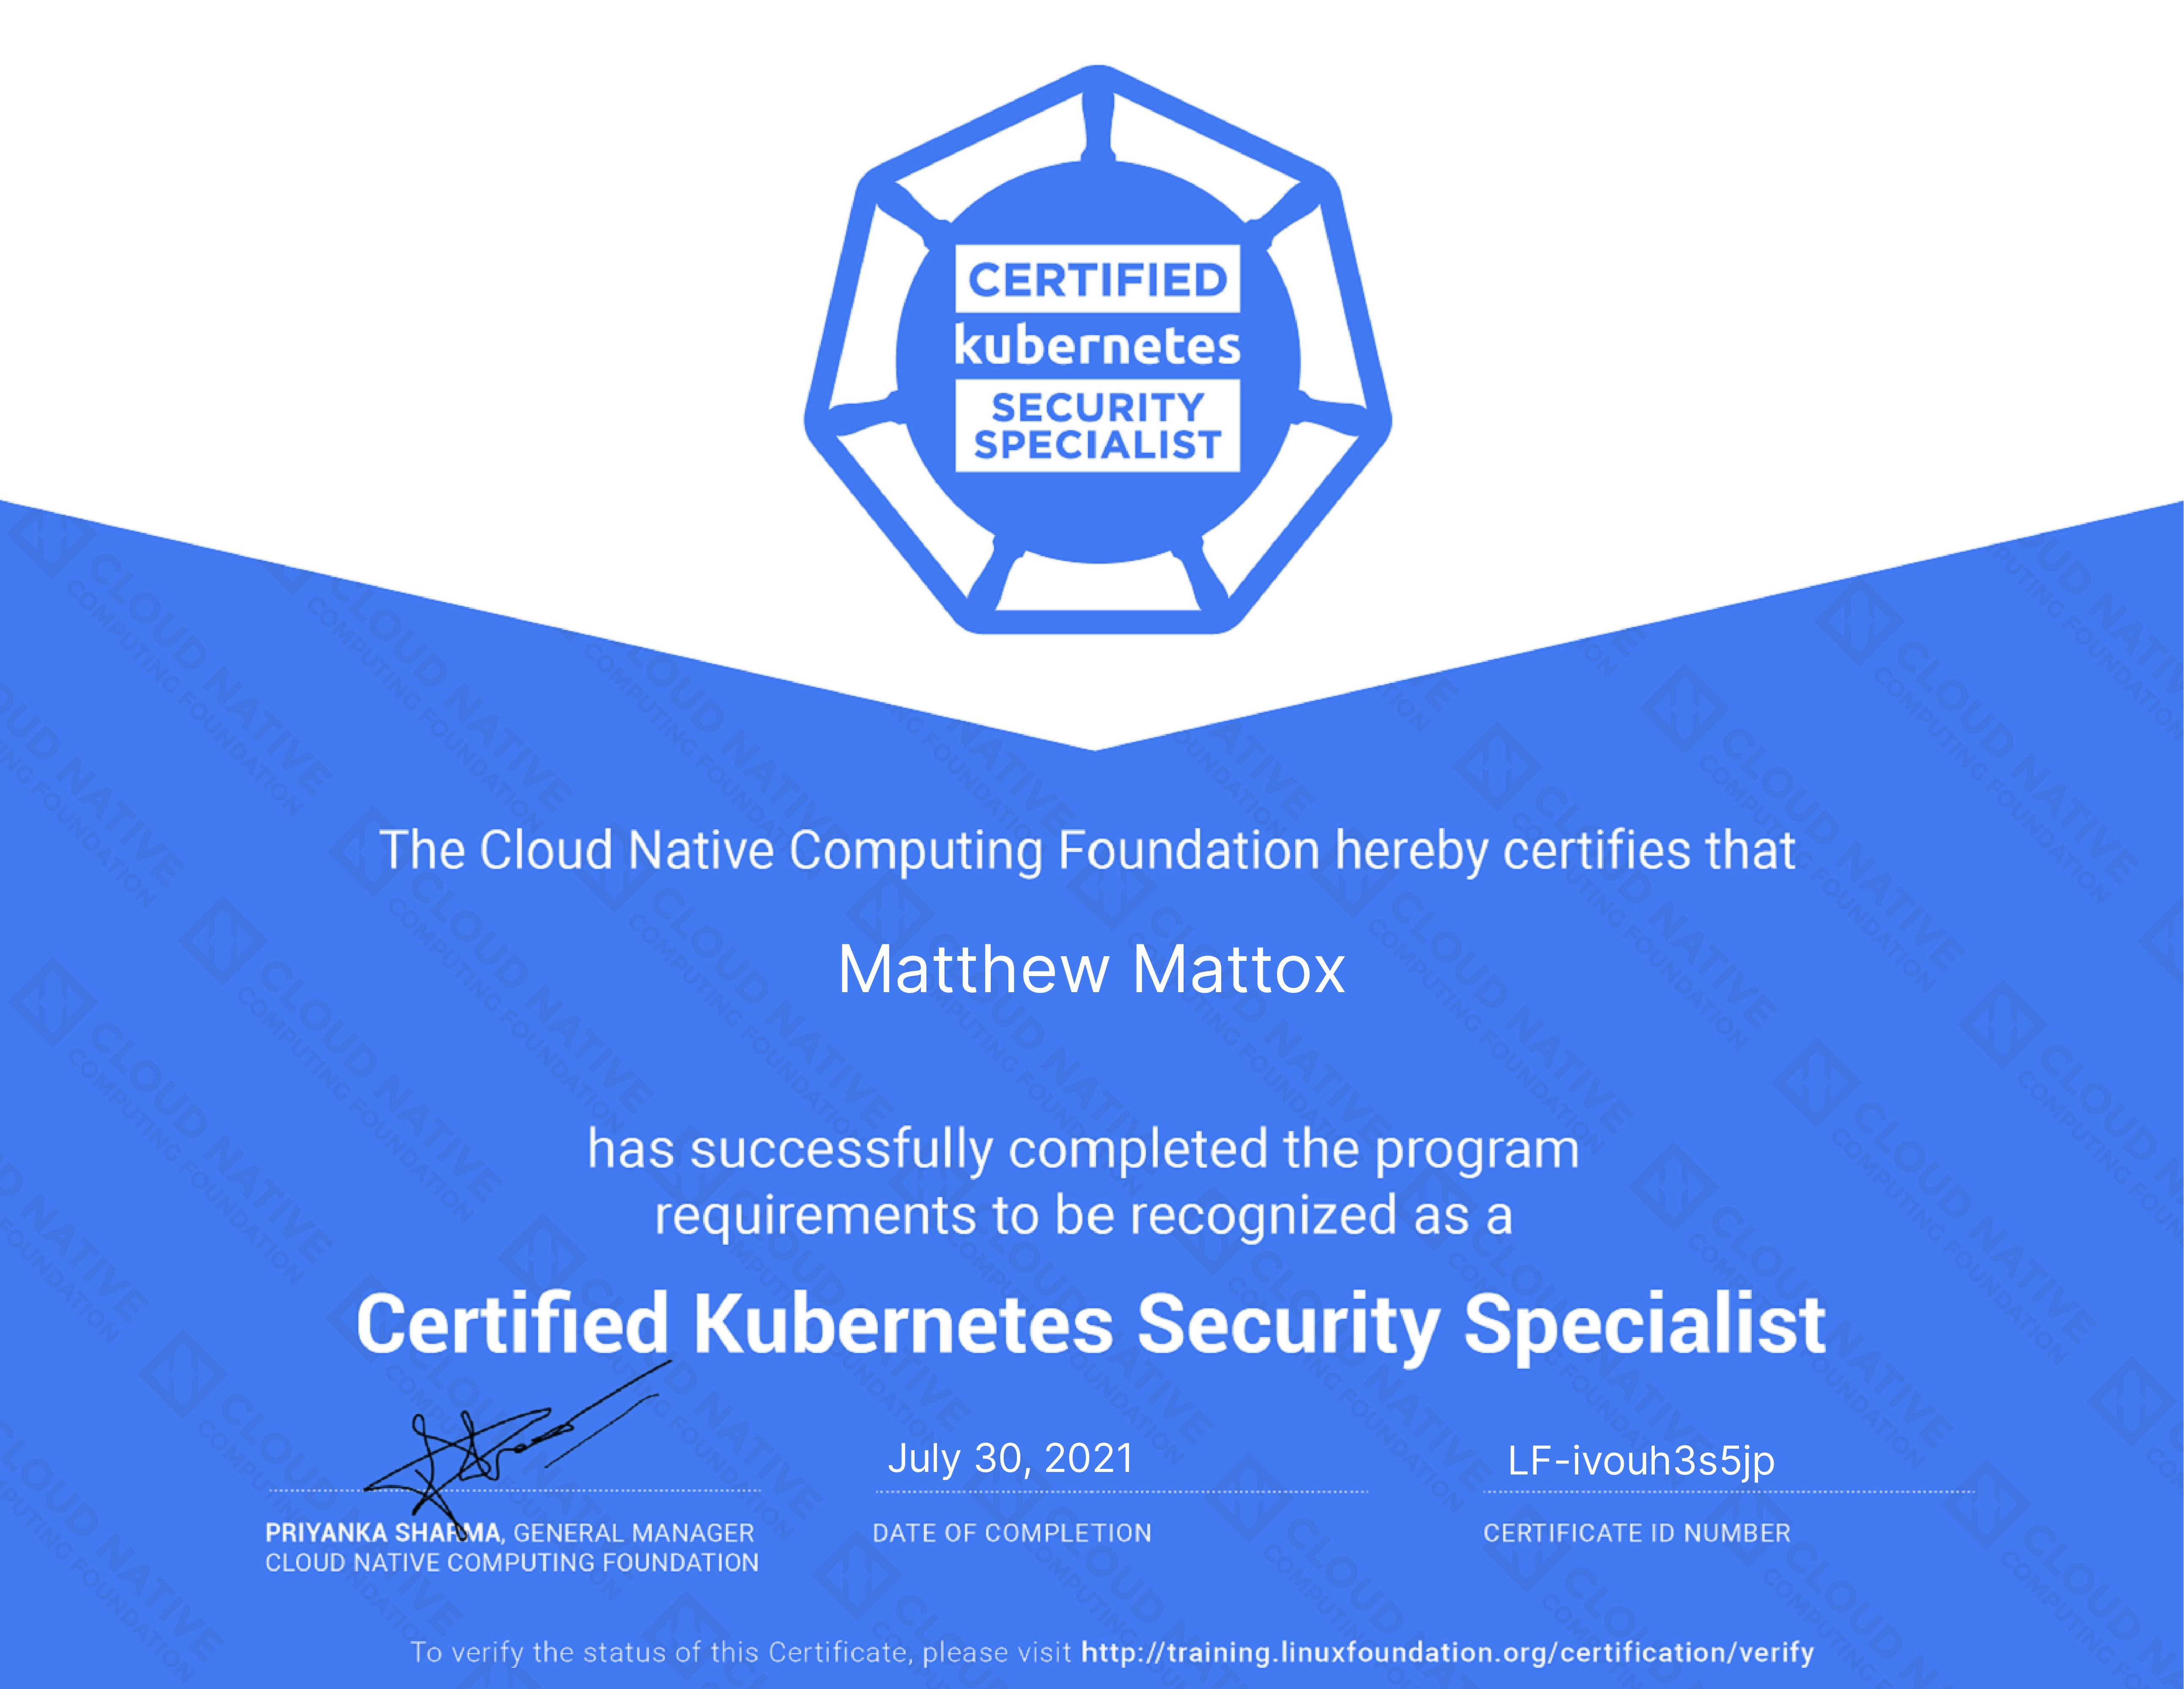 CERTIFIED
kubernetes
SECURITY
SPECIALIST
The Cloud Native Computing Foundation hereby certifies that
Matthew Mattox
has successfully completed the program
requirements to be recognized as a
Certified Kubernetes Security Specialist
July 30, 2021
LF-ivouh3s5jp
PRIYANKA SHARMA, GENERAL MANAGER
CLOUD NATIVE COMPUTING FOUNDATION
DATE OF COMPLETION
CERTIFICATE ID NUMBER
To verify the status of this Certificate, please visit http://training.linuxfoundation.org/certification/verify